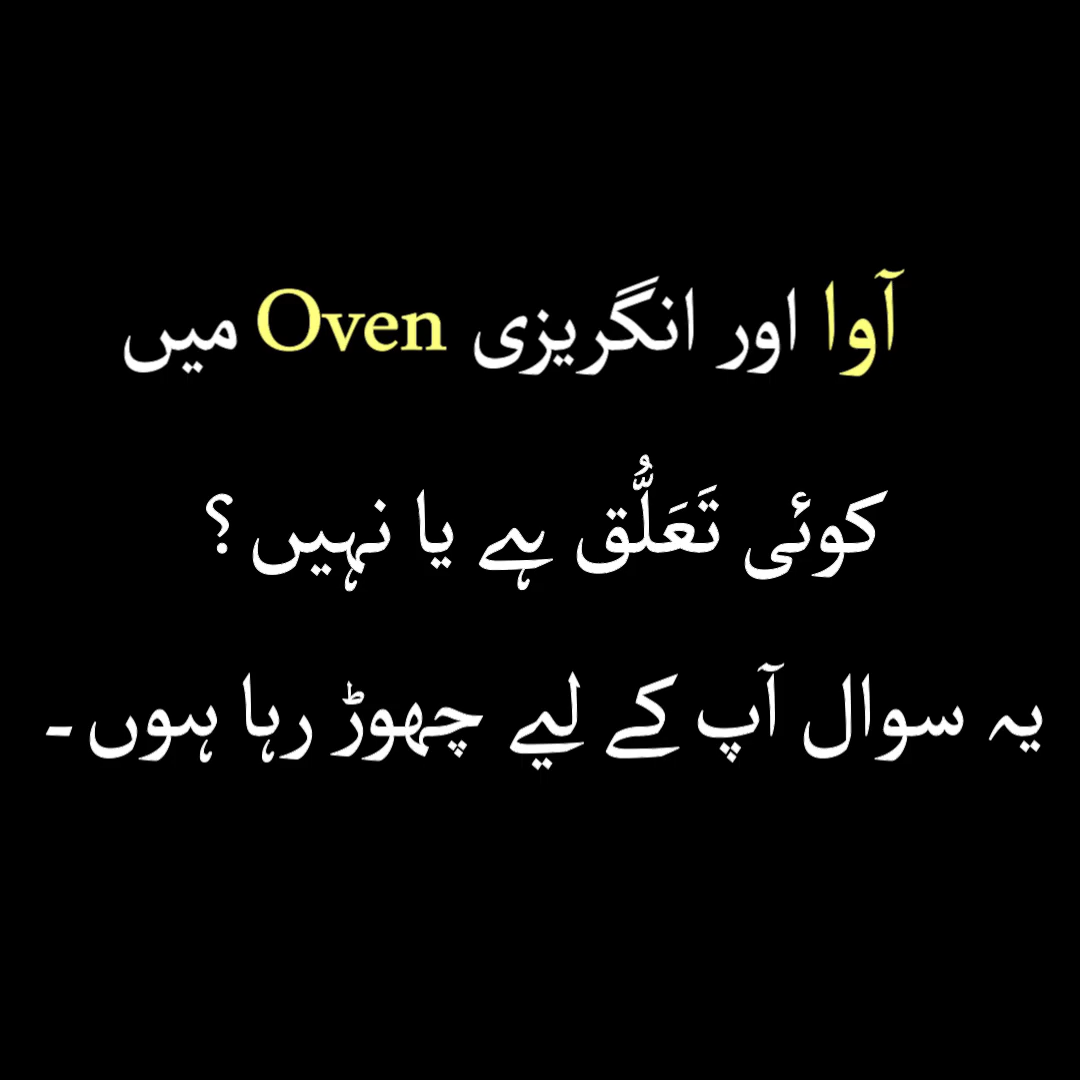 آوا اور انگریزی Oven میں
کوئی تَعَلُّق ہے یا نہیں ؟
یہ سوال آپ کے لیے چھوڑ رہا ہوں ۔